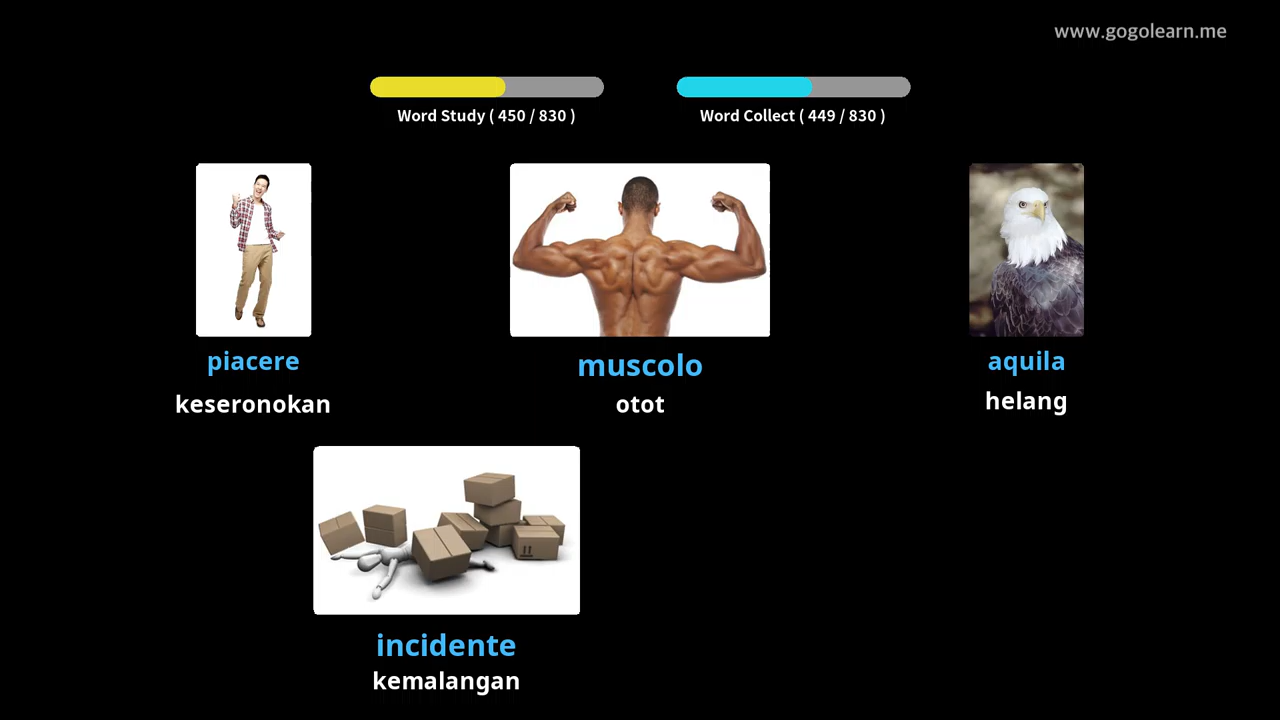 www.gogolearn.me
Word Study ( 450 / 830 )
Word Collect ( 449 / 830 )
piacere
keseronokan
muscolo
otot
aquila
helang
incidente
kemalangan